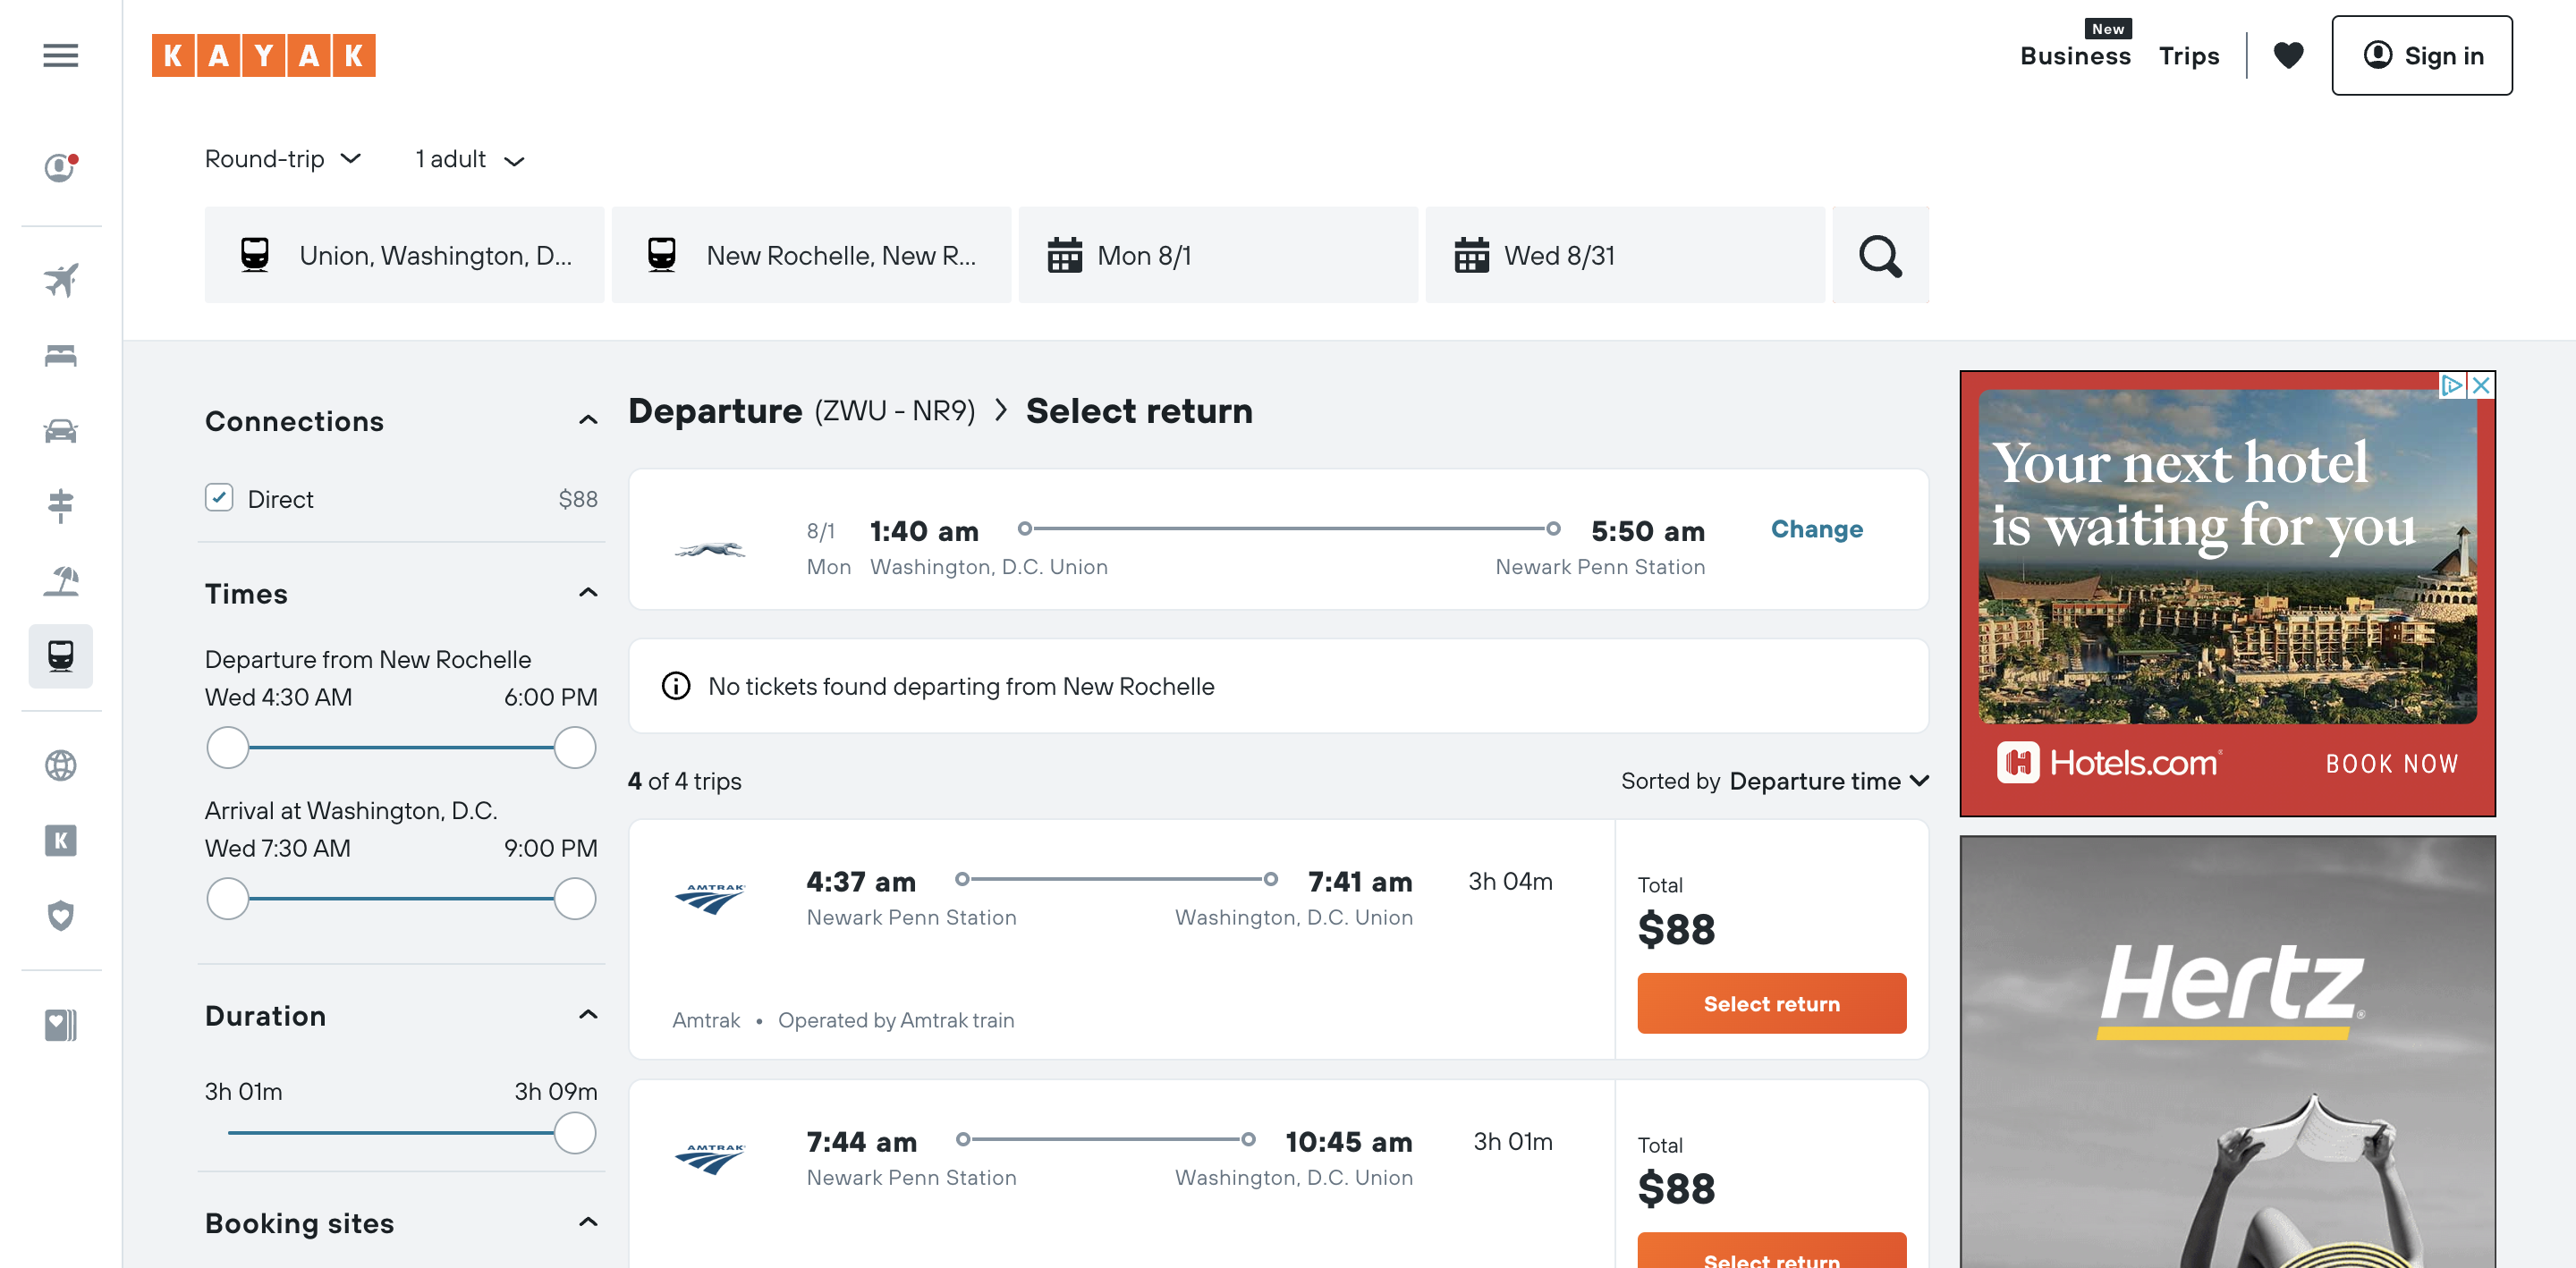 KAYAK
New
Business Trips Sign in
Round-trip 1 adult
Union, Washington, D... New Rochelle, New R... Mon 8/1 Wed 8/31
Connections
Direct $88
Times
Departure from New Rochelle
Wed 4:30 AM 6:00 PM
Arrival at Washington, D.C.
Wed 7:30 AM 9:00 PM
Duration
3h 01m 3h 09m
Booking sites
Departure (ZWU - NR9) Select return
8/1 1:40 am 5:50 am Change
Mon Washington, D.C. Union Newark Penn Station
No tickets found departing from New Rochelle
4 of 4 trips Sorted by Departure time
AMTRAK 4:37 am 7:41 am 3h 04m
Newark Penn Station Washington, D.C. Union
Total
$88
Select return
Amtrak • Operated by Amtrak train
AMTRAK 7:44 am 10:45 am 3h 01m
Newark Penn Station Washington, D.C. Union
Total
$88
Select return
Your next hotel
is waiting for you
Hotels.com BOOK NOW
Hertz